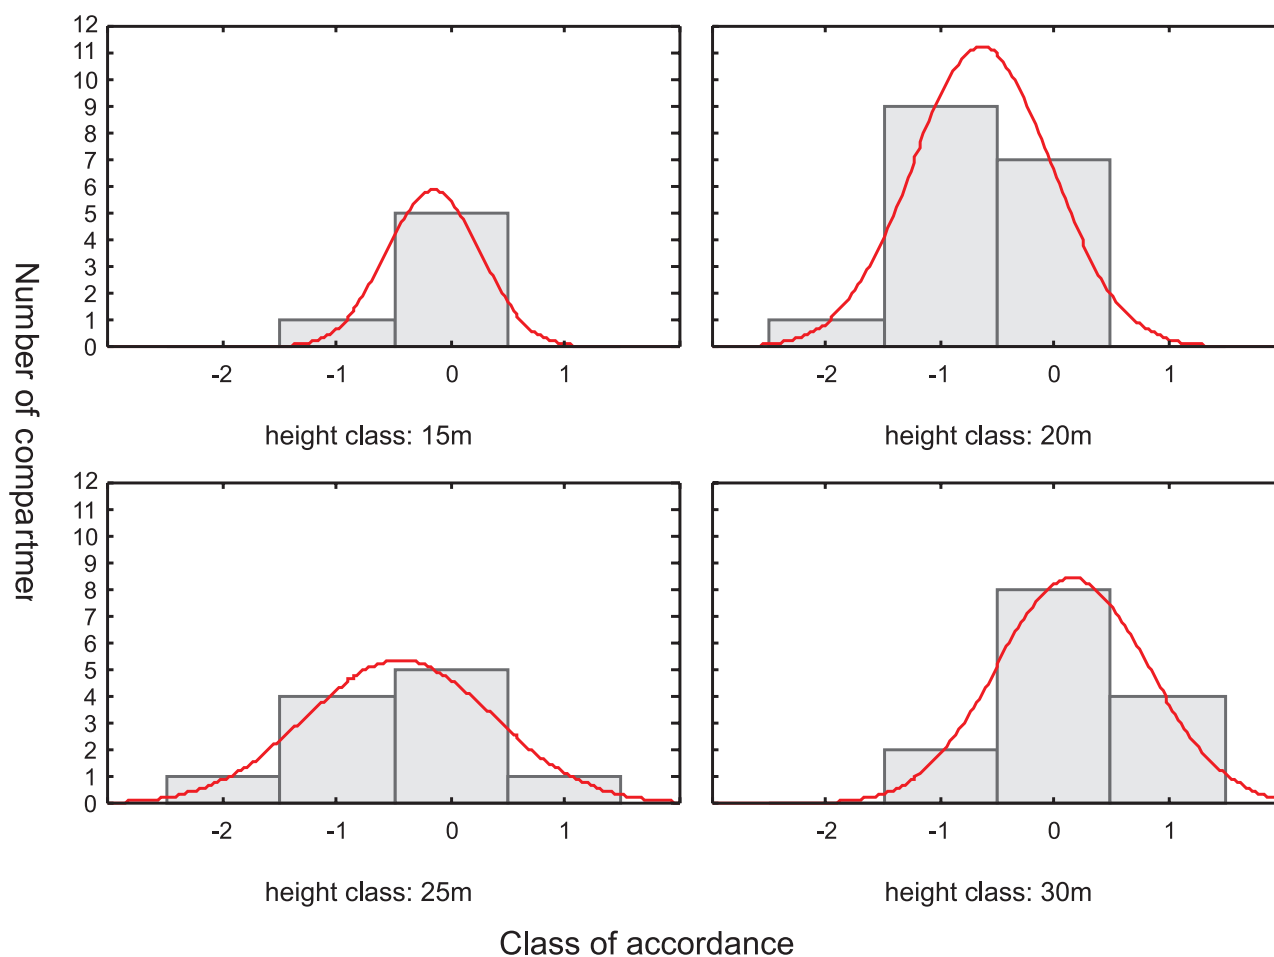 12
11
10
9
8
7
6
5
4
3
2
1
0
-2 -1 0 1
-2 -1 0 1
height class: 15m
height class: 20m
Number of compartmer
12
11
10
9
8
7
6
5
4
3
2
1
0
-2 -1 0 1
-2 -1 0 1
height class: 25m
height class: 30m
Class of accordance